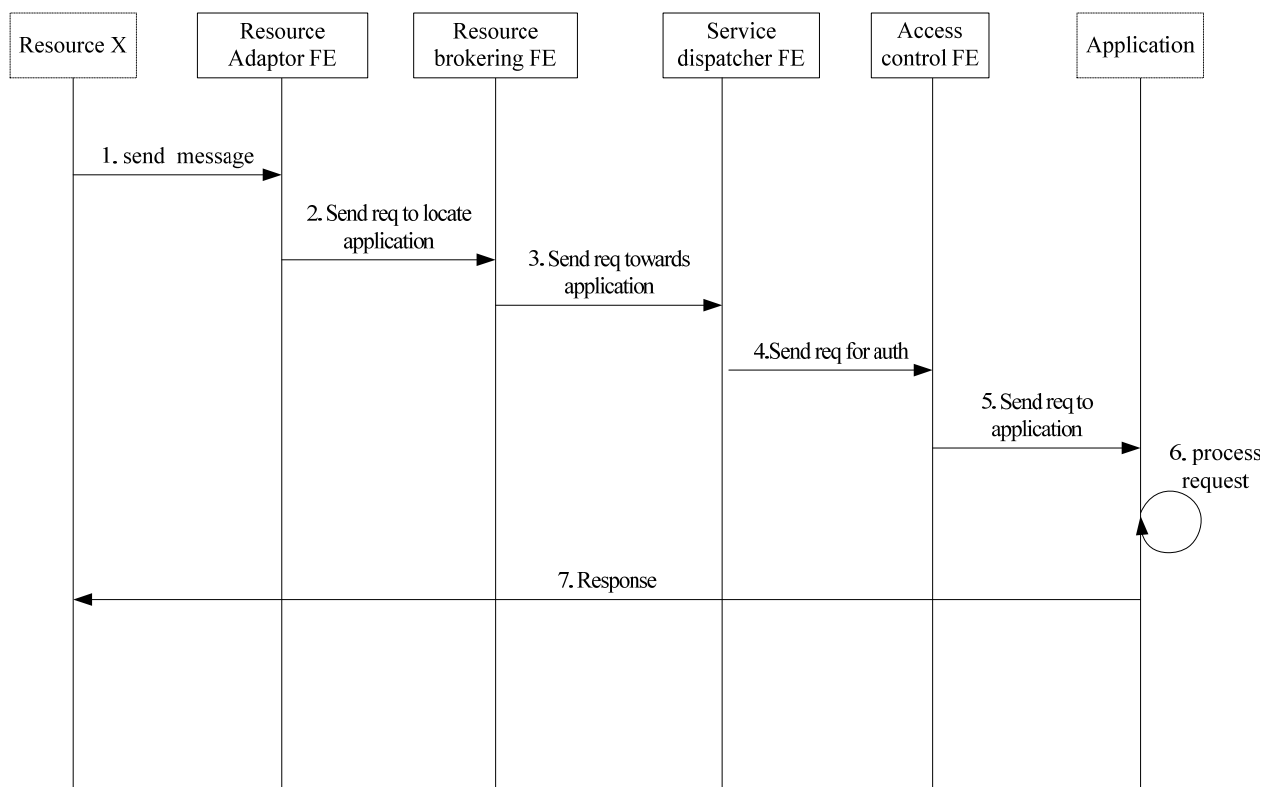 Resource X
Resource
Adaptor FE
Resource
brokering FE
Service
dispatcher FE
Access
control FE
Application
1. send message
2. Send req to locate
application
3. Send req towards
application
4.Send req for auth
5. Send req to
application
6. process
request
7. Response